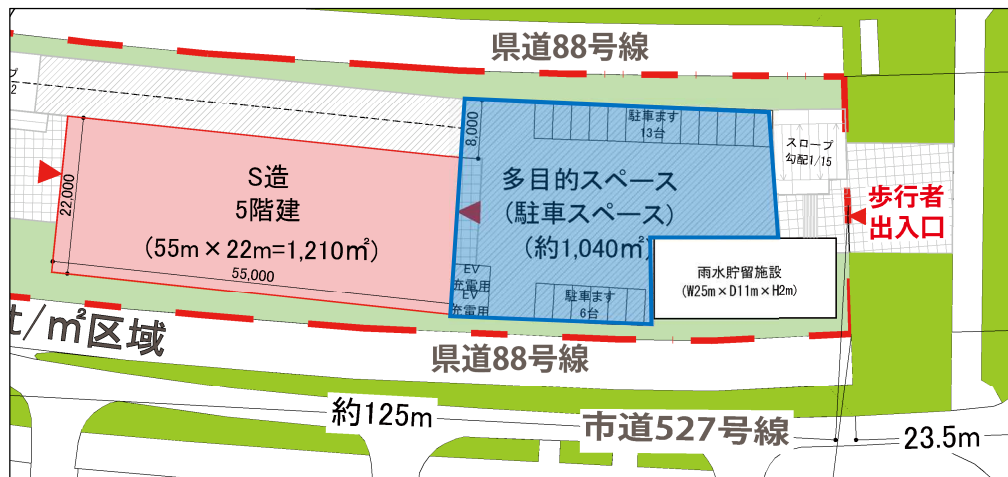 県道88号線
プ
2
駐車ます
13台
8,000
スロープ
勾配1/15
S造
5階建
(55m×22m=1,210㎡)
22,000
55,000
多目的スペース
(駐車スペース)
(約1,040㎡)
歩行者
出入口
EV
充電用
EV
充電用
駐車ます
6台
雨水貯留施設
(W25m×D11m×H2m)
t/㎡区域
県道88号線
約125m
市道527号線
23.5m